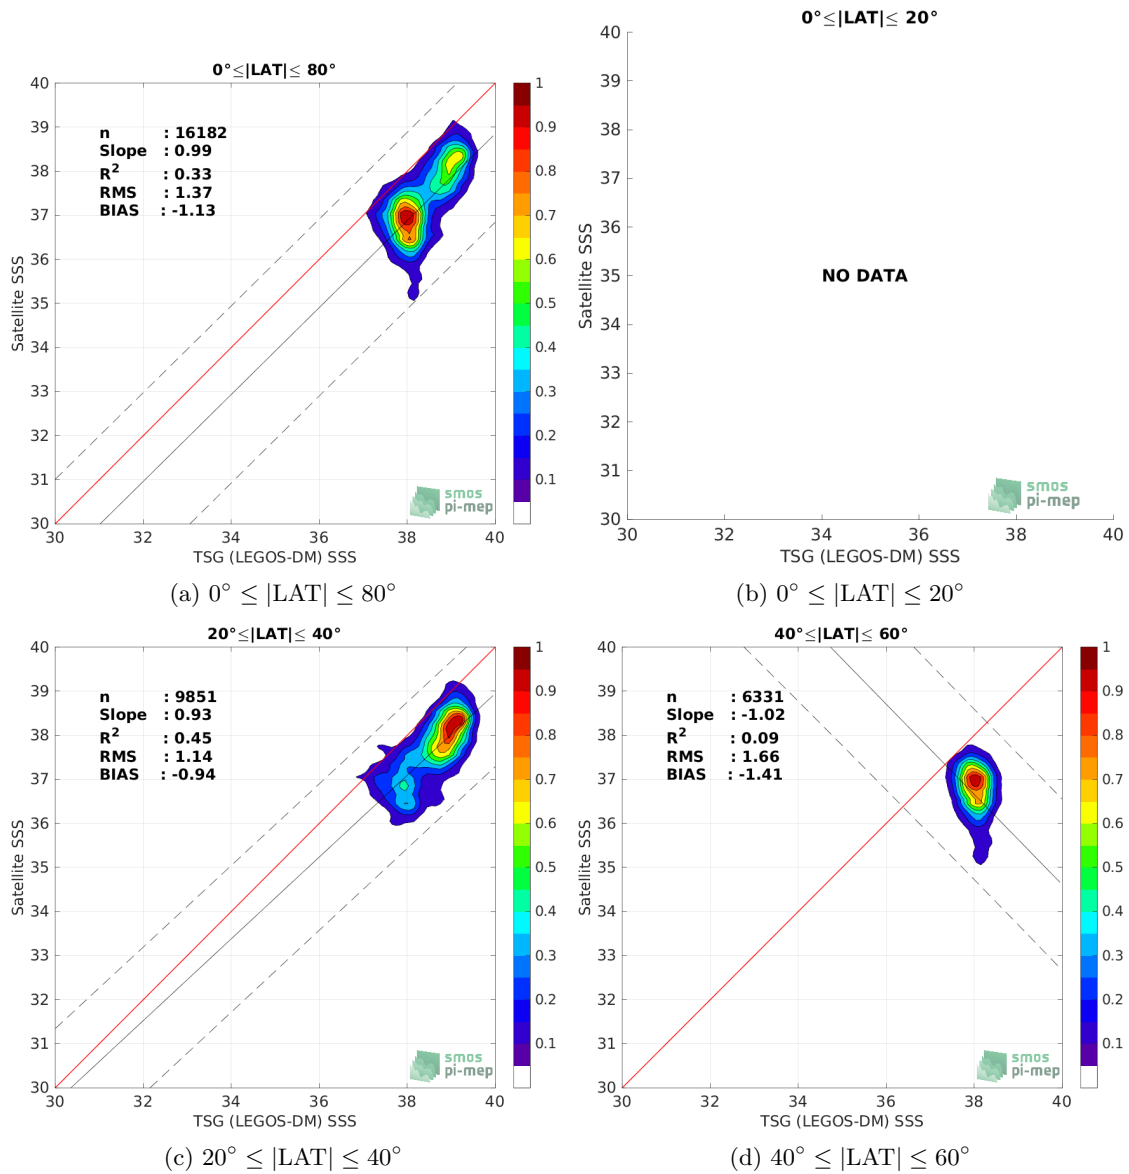 0°≤|LAT|≤ 80°
40
39
38
37
36
35
34
33
32
31
30
Satellite SSS
n : 16182
Slope : 0.99
R² : 0.33
RMS : 1.37
BIAS : -1.13
smos
pi-mep
30 32 34 36 38 40
TSG (LEGOS-DM) SSS
1
0.9
0.8
0.7
0.6
0.5
0.4
0.3
0.2
0.1
(a) 0° ≤ |LAT| ≤ 80°
0°≤|LAT|≤ 20°
40
39
38
37
36
35
34
33
32
31
30
Satellite SSS
NO DATA
smos
pi-mep
30 32 34 36 38 40
TSG (LEGOS-DM) SSS
(b) 0° ≤ |LAT| ≤ 20°
20°≤|LAT|≤ 40°
40
39
38
37
36
35
34
33
32
31
30
Satellite SSS
n : 9851
Slope : 0.93
R² : 0.45
RMS : 1.14
BIAS : -0.94
smos
pi-mep
30 32 34 36 38 40
TSG (LEGOS-DM) SSS
1
0.9
0.8
0.7
0.6
0.5
0.4
0.3
0.2
0.1
(c) 20° ≤ |LAT| ≤ 40°
40°≤|LAT|≤ 60°
40
39
38
37
36
35
34
33
32
31
30
Satellite SSS
n : 6331
Slope : -1.02
R² : 0.09
RMS : 1.66
BIAS : -1.41
smos
pi-mep
30 32 34 36 38 40
TSG (LEGOS-DM) SSS
1
0.9
0.8
0.7
0.6
0.5
0.4
0.3
0.2
0.1
(d) 40° ≤ |LAT| ≤ 60°